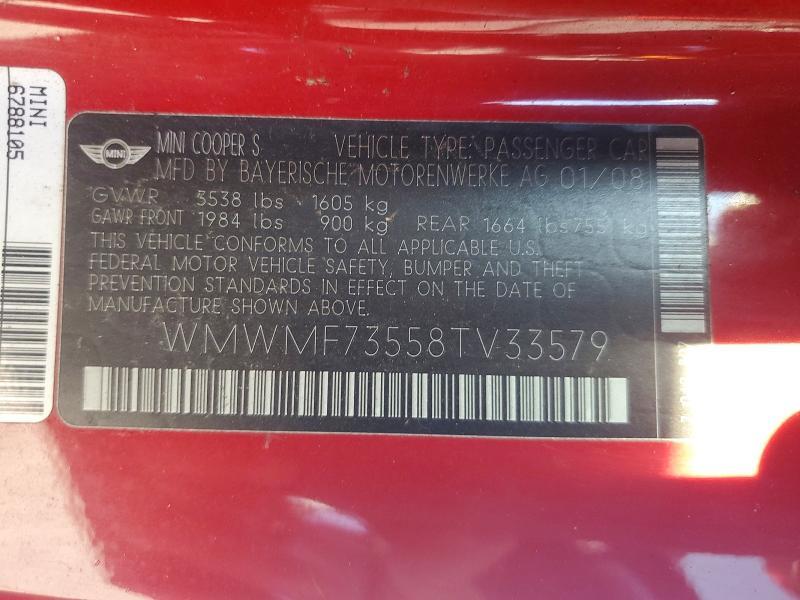 MINI
6788105
MINI
MINI COOPER S VEHICLE TYPE: PASSENGER CAR
MFD BY BAYERISCHE MOTORENWERKE AG 01/08
GVWR 3538 lbs 1605 kg
GAWR FRONT 1984 lbs 900 kg REAR 1664 lbs 755 kg
THIS VEHICLE CONFORMS TO ALL APPLICABLE U.S.
FEDERAL MOTOR VEHICLE SAFETY, BUMPER AND THEFT
PREVENTION STANDARDS IN EFFECT ON THE DATE OF
MANUFACTURE SHOWN ABOVE.
WMWMF73558TV33579